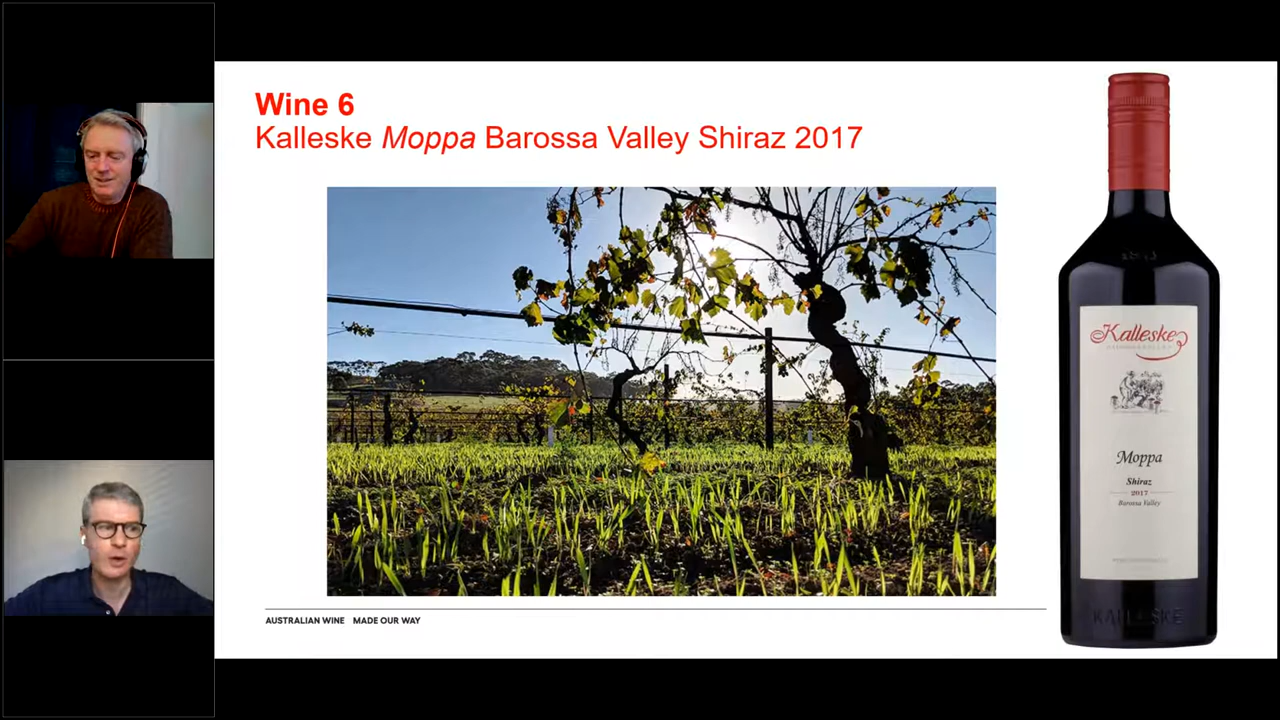 Wine 6
Kalleske Moppa Barossa Valley Shiraz 2017
Kalleske
Moppa
Shiraz
2017
Barossa Valley
KALLESKE
AUSTRALIAN WINE MADE OUR WAY